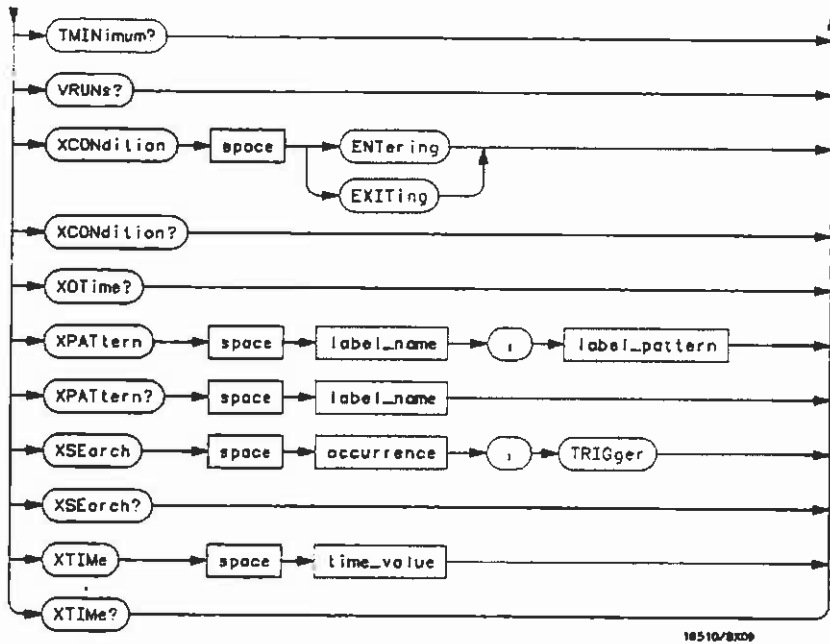 TMINimum?
VRUNs?
XCONdition space ENTering
EXITing
XCONdition?
XOTime?
XPATtern space label_name , label_pattern
XPATtern? space label_name
XSEarch space occurrence , TRIGger
XSEarch?
XTIMe space time_value
XTIMe?
16510/BX09